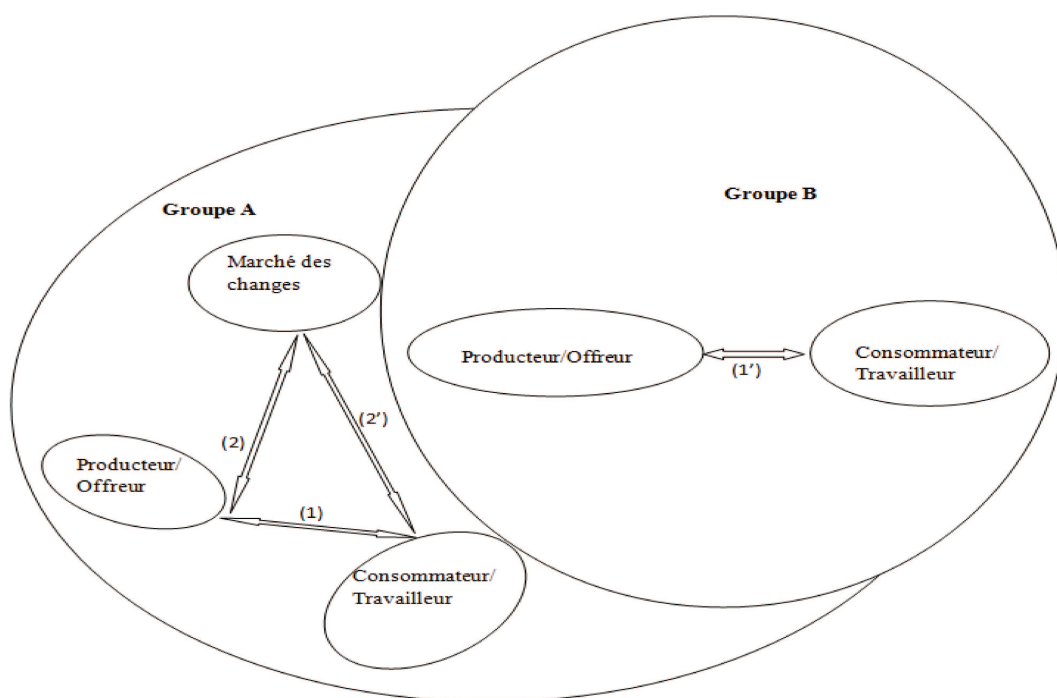 Groupe A
Marché des
changes
(2)
(2’)
Producteur/
Offreur
(1)
Consommateur/
Travailleur
Groupe B
Producteur/Offreur
(1’)
Consommateur/
Travailleur